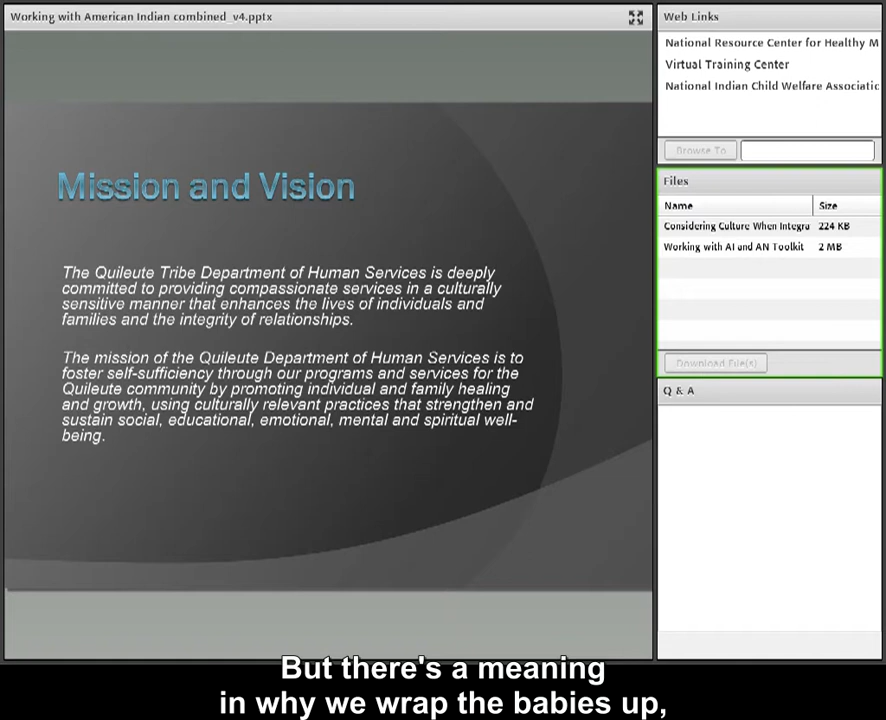 Working with American Indian combined_v4.pptx
Mission and Vision
The Quileute Tribe Department of Human Services is deeply
committed to providing compassionate services in a culturally
sensitive manner that enhances the lives of individuals and
families and the integrity of relationships.
The mission of the Quileute Department of Human Services is to
foster self-sufficiency through our programs and services for the
Quileute community by promoting individual and family healing
and growth, using culturally relevant practices that strengthen and
sustain social, educational, emotional, mental and spiritual well-
being.
Web Links
National Resource Center for Healthy M
Virtual Training Center
National Indian Child Welfare Associatic
Browse To
Files
Name Size
Considering Culture When Integra 224 KB
Working with AI and AN Toolkit 2 MB
Download File(s)
Q & A
But there's a meaning
in why we wrap the babies up,